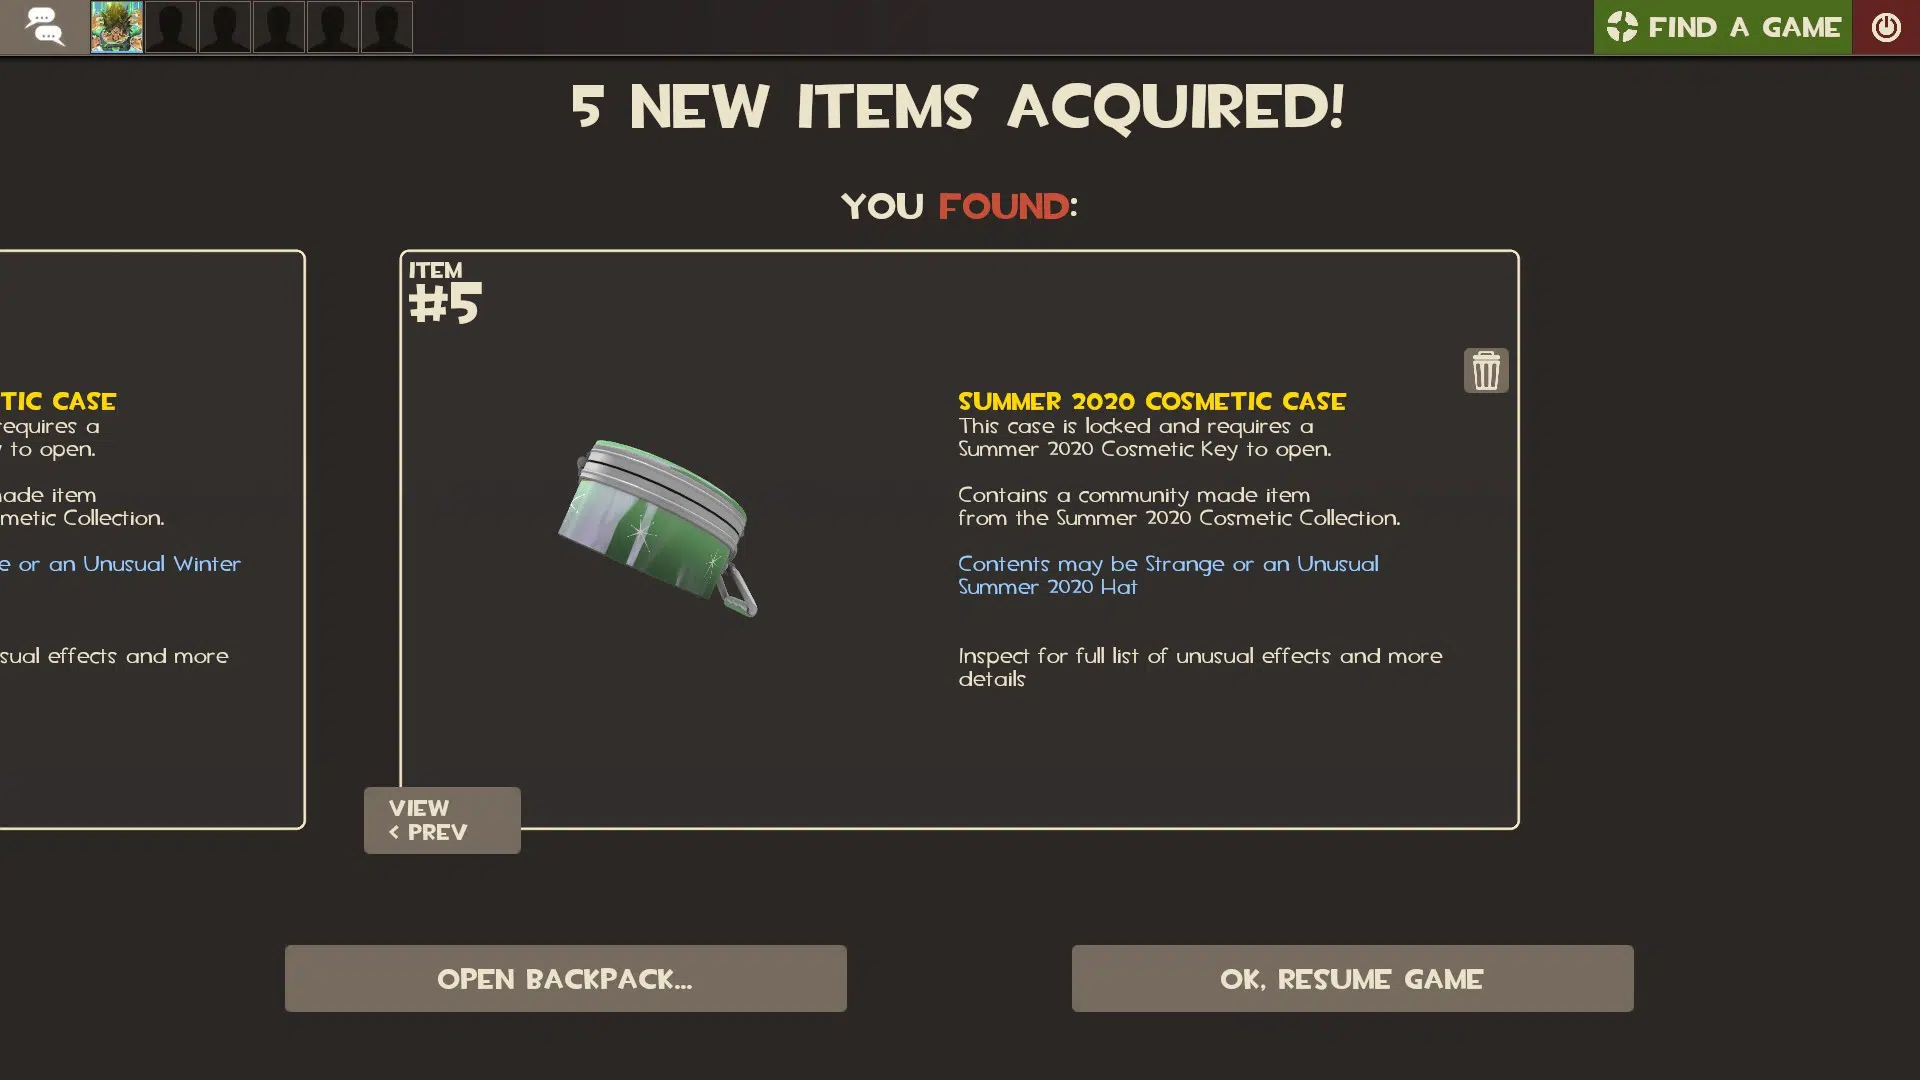 FIND A GAME
5 NEW ITEMS ACQUIRED!
YOU FOUND:
TIC CASE
requires a
to open.
made item
metic Collection.
e or an Unusual Winter
sual effects and more
ITEM
#5
SUMMER 2020 COSMETIC CASE
This case is locked and requires a
Summer 2020 Cosmetic Key to open.
Contains a community made item
from the Summer 2020 Cosmetic Collection.
Contents may be Strange or an Unusual
Summer 2020 Hat
Inspect for full list of unusual effects and more
details
VIEW
< PREV
OPEN BACKPACK...
OK, RESUME GAME